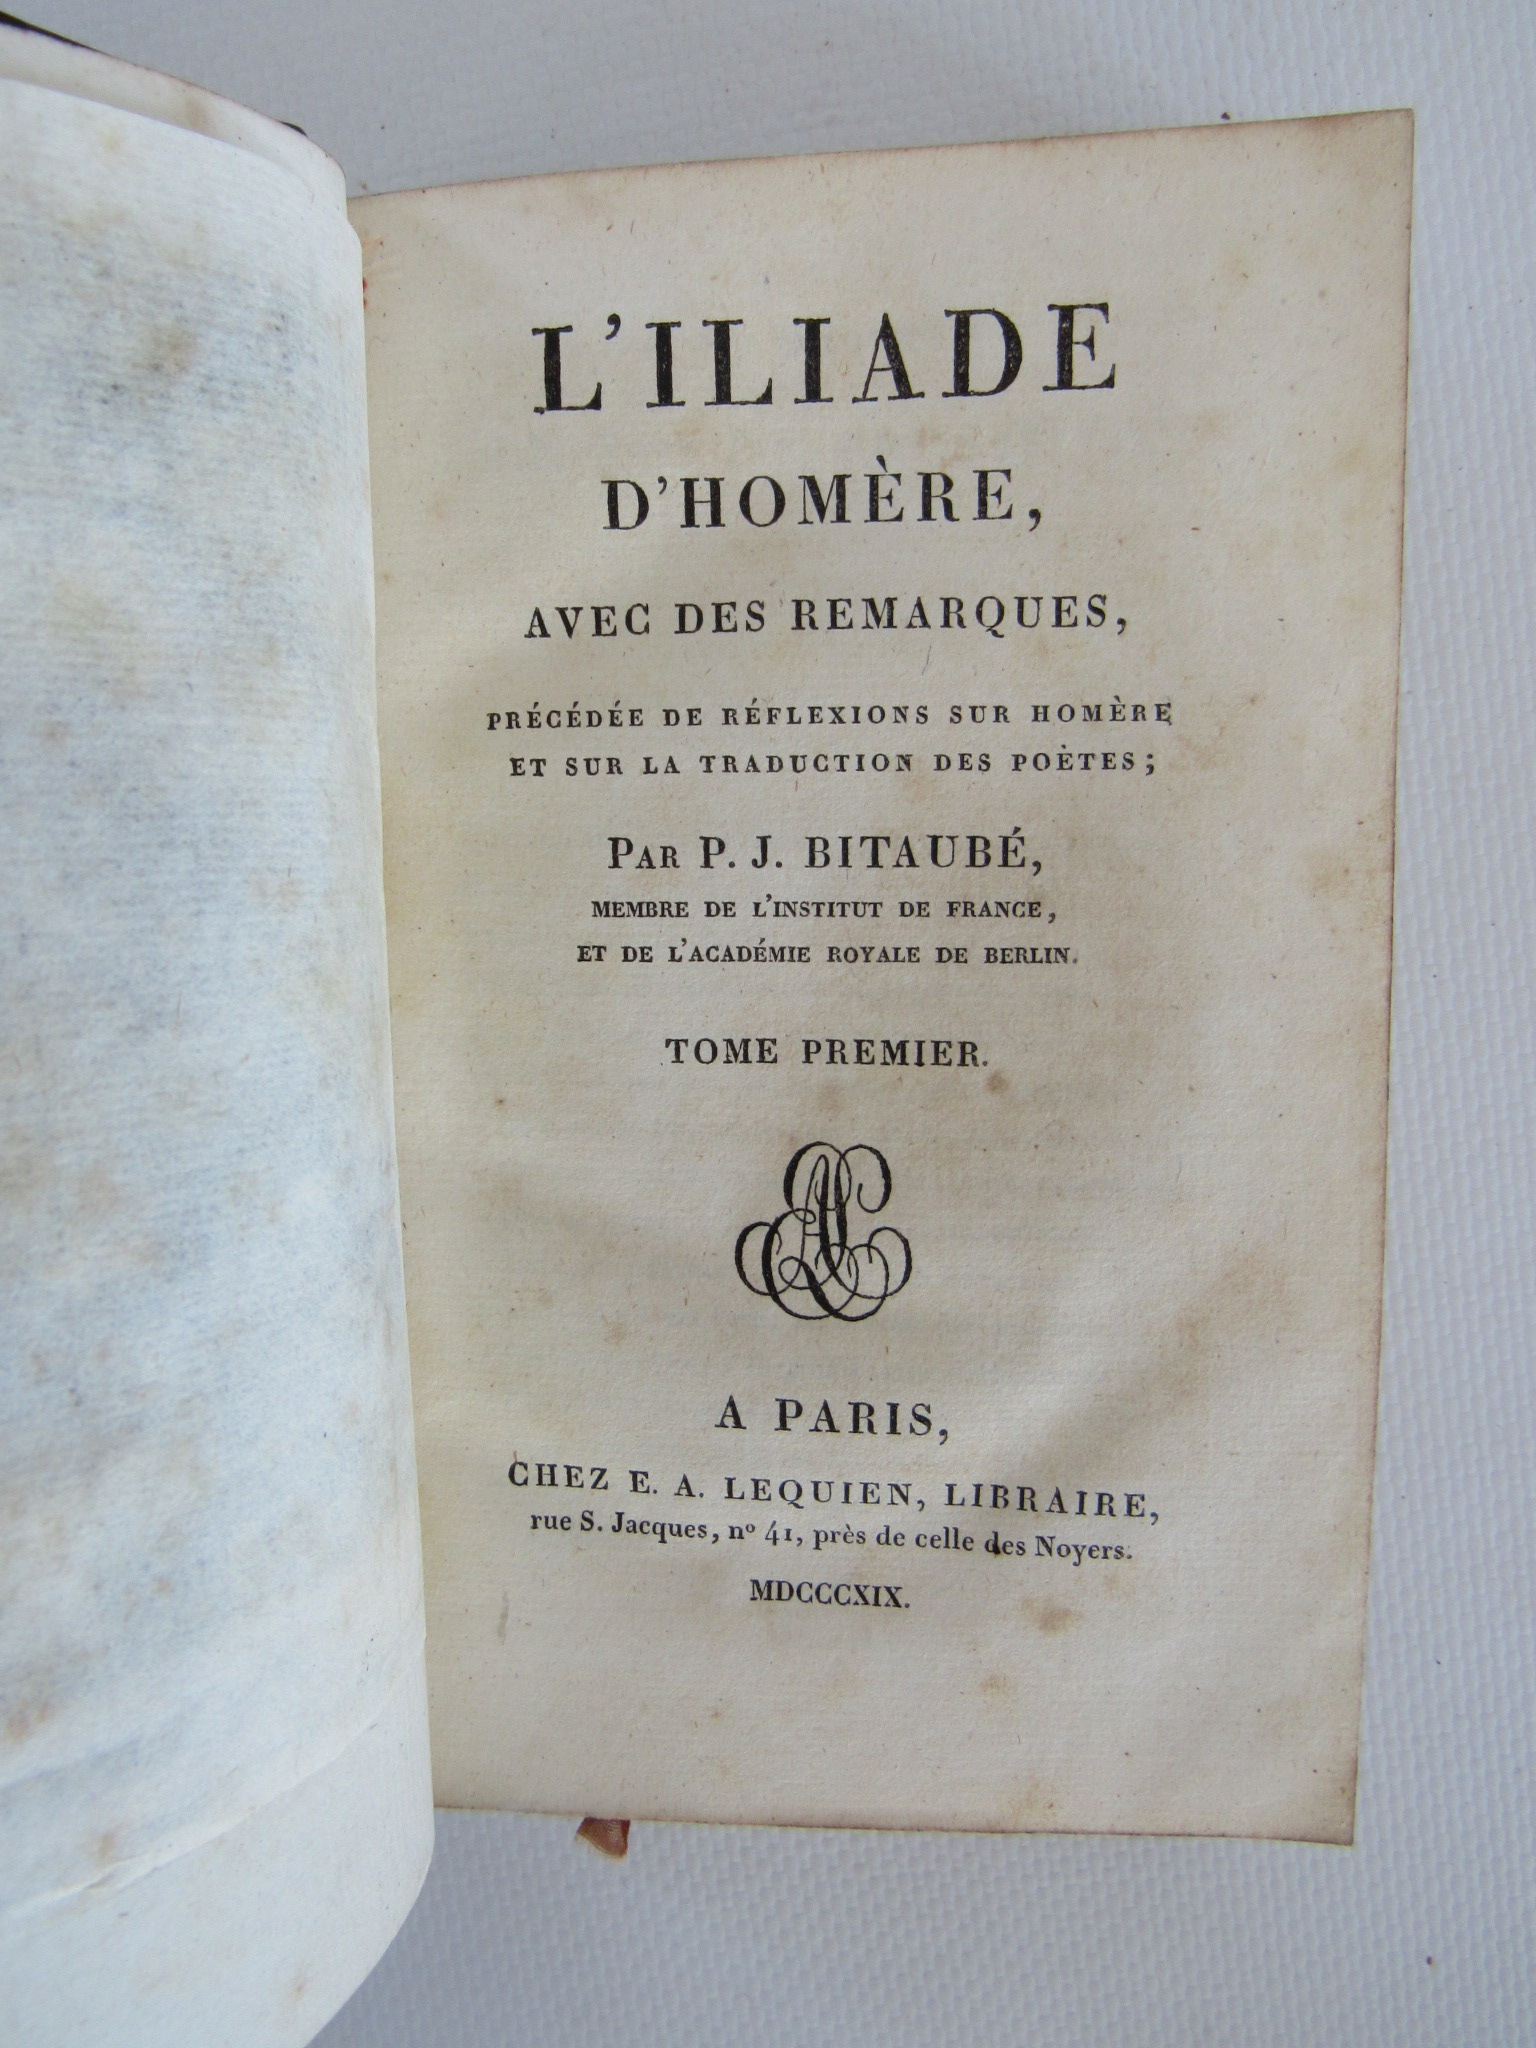 L'ILIADE
D'HOMÈRE,
AVEC DES REMARQUES,
PRÉCÉDÉE DE RÉFLEXIONS SUR HOMÈRE
ET SUR LA TRADUCTION DES POÈTES;
PAR P. J. BITAUBÉ,
MEMBRE DE L'INSTITUT DE FRANCE,
ET DE L'ACADÉMIE ROYALE DE BERLIN.
TOME PREMIER.
A PARIS,
CHEZ E. A. LEQUIEN, LIBRAIRE,
rue S. Jacques, nº 41, près de celle des Noyers.
MDCCCXIX.